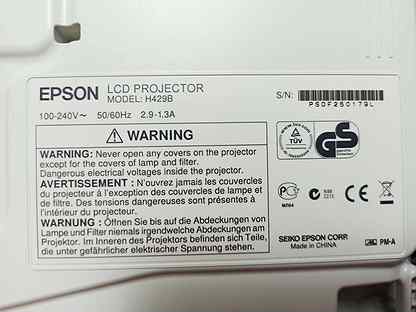 EPSON LCD PROJECTOR
MODEL: H429B
S/N:
PSDF250179L
100-240V~ 50/60Hz 2.9-1.3A
WARNING
WARNING: Never open any covers on the projector
except for the covers of lamp and filter.
Dangerous electrical voltages inside the projector.
AVERTISSEMENT : N'ouvrez jamais les couvercles
du projecteur à l'exception des couvercles de lampe et
de filtre. Des tensions dangereuses sont présentes à
l'intérieur du projecteur.
WARNUNG : Öffnen Sie bis auf die Abdeckungen von
Lampe und Filter niemals irgendwelche Abdeckungen am
Projektor. Im Inneren des Projektors befinden sich Teile,
die unter gefährlicher elektrischer Spannung stehen.
TÜV
GS
N88
CE
SEIKO EPSON CORP.
Made in CHINA
PM-A